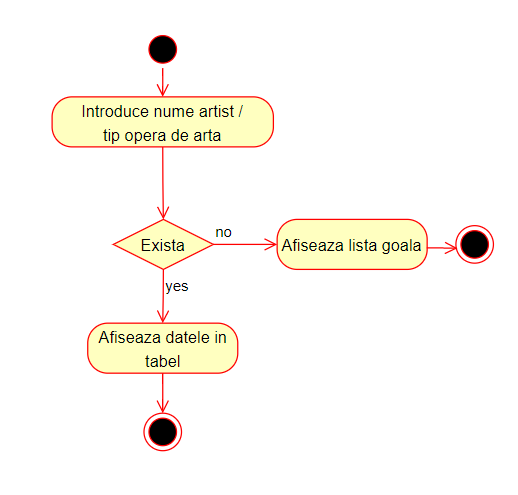 Introduce nume artist /
tip opera de arta
Exista
no
Afiseaza lista goala
yes
Afiseaza datele in
tabel